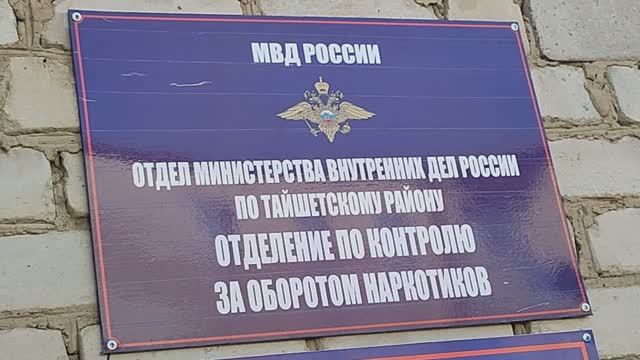 МВД РОССИИ
ОТДЕЛ МИНИСТЕРСТВА ВНУТРЕННИХ ДЕЛ РОССИИ
ПО ТАЙШЕТСКОМУ РАЙОНУ
ОТДЕЛЕНИЕ ПО КОНТРОЛЮ
ЗА ОБОРОТОМ НАРКОТИКОВ